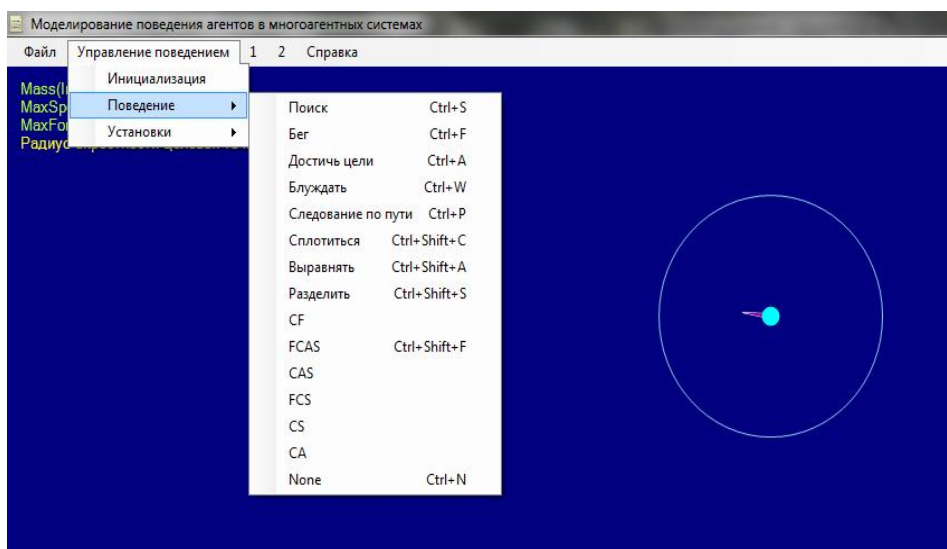 Моделирование поведения агентов в многоагентных системах
Файл Управление поведением 1 2 Справка
Инициализация
Поведение
Установки
Mass(I
MaxSp
MaxFo
Радиус
Поиск Ctrl+S
Бег Ctrl+F
Достичь цели Ctrl+A
Блуждать Ctrl+W
Следование по пути Ctrl+P
Сплотиться Ctrl+Shift+C
Выравнять Ctrl+Shift+A
Разделить Ctrl+Shift+S
CF
FCAS Ctrl+Shift+F
CAS
FCS
CS
CA
None Ctrl+N